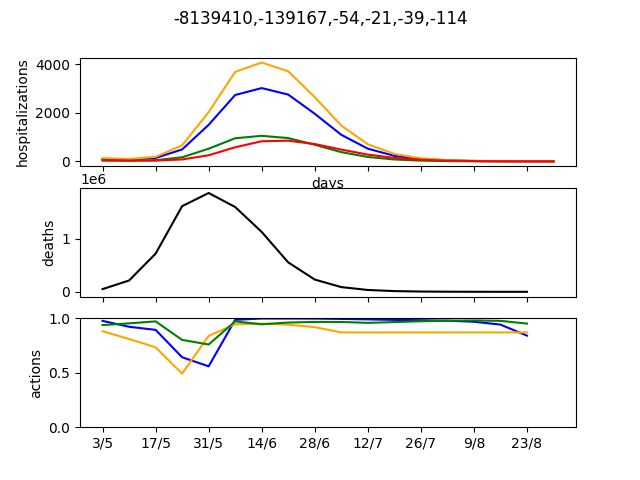 -8139410,-139167,-54,-21,-39,-114
hospitalizations
4000
2000
0
days
1e6
deaths
1
0
actions
1.0
0.5
0.0
3/5 17/5 31/5 14/6 28/6 12/7 26/7 9/8 23/8